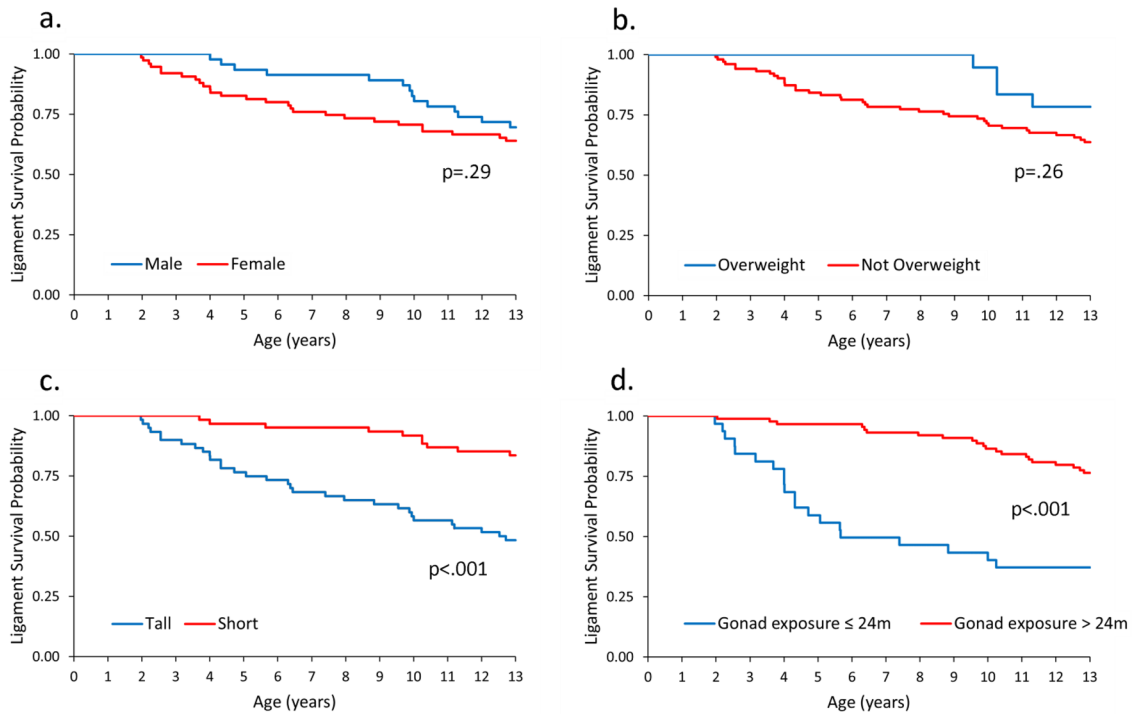 a.
Ligament Survival Probability
1.00
0.75
0.50
0.25
0.00
p=.29
Male Female
0 1 2 3 4 5 6 7 8 9 10 11 12 13
Age (years)
b.
Ligament Survival Probability
1.00
0.75
0.50
0.25
0.00
p=.26
Overweight Not Overweight
0 1 2 3 4 5 6 7 8 9 10 11 12 13
Age (years)
c.
Ligament Survival Probability
1.00
0.75
0.50
0.25
0.00
p<.001
Tall Short
0 1 2 3 4 5 6 7 8 9 10 11 12 13
Age (years)
d.
Ligament Survival Probability
1.00
0.75
0.50
0.25
0.00
p<.001
Gonad exposure ≤ 24m Gonad exposure > 24m
0 1 2 3 4 5 6 7 8 9 10 11 12 13
Age (years)